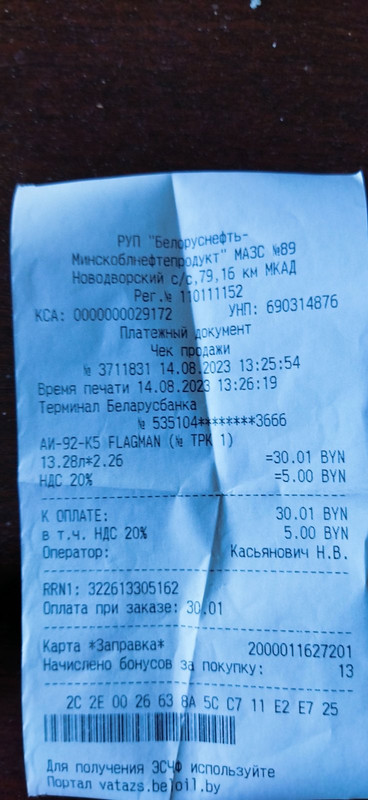 РУП "Белоруснефть-
Минскоблнефтепродукт" МАЗС №89
Новодворский с/с,79,16 км МКАД
Рег.№ 110111152
КСА: 0000000029172 УНП: 690314876
Платежный документ
Чек продажи
№ 3711831 14.08.2023 13:25:54
Время печати 14.08.2023 13:26:19
Терминал Беларусбанка
№ 535104********3666
АИ-92-К5 FLAGMAN (№ ТРК 1)
13.28л*2.26 =30.01 BYN
НДС 20% =5.00 BYN
К ОПЛАТЕ: 30.01 BYN
в т.ч. НДС 20% 5.00 BYN
Оператор: Касьянович Н.В.
RRN1: 322613305162
Оплата при заказе: 30.01
Карта *Заправка* 2000011627201
Начислено бонусов за покупку: 13
2C 2E 00 26 63 8A 5C C7 11 E2 E7 25
Для получения ЭСЧФ используйте
Портал vatazs.beloil.by